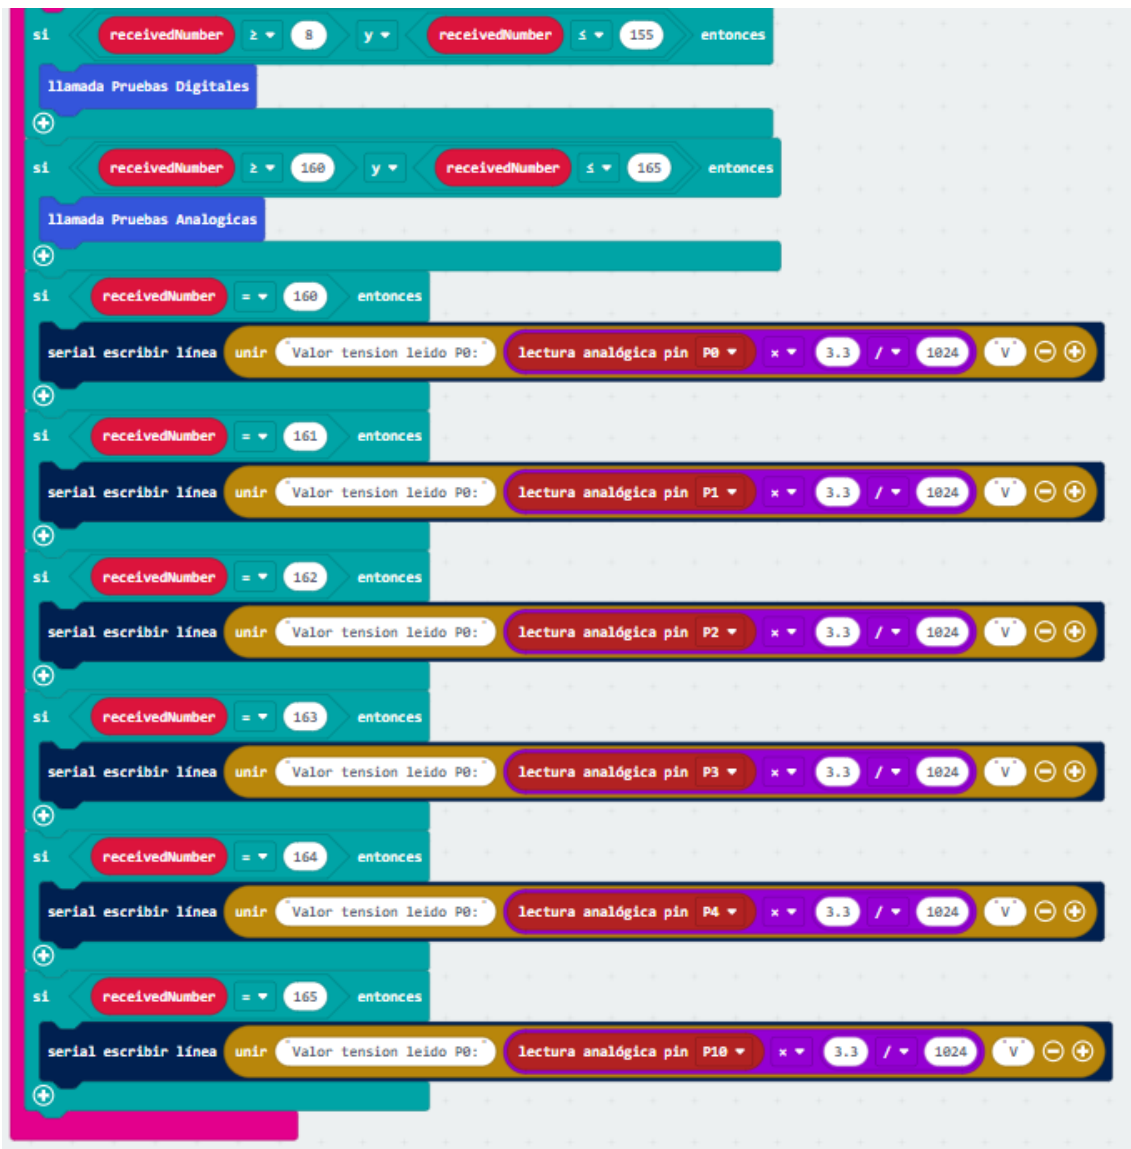 si receivedNumber ≥ 8 y receivedNumber ≤ 155 entonces
llamada Pruebas Digitales
si receivedNumber ≥ 160 y receivedNumber ≤ 165 entonces
llamada Pruebas Analogicas
si receivedNumber = 160 entonces
serial escribir línea unir "Valor tension leido P0:" lectura analógica pin P0 × 3.3 / 1024 "V"
si receivedNumber = 161 entonces
serial escribir línea unir "Valor tension leido P0:" lectura analógica pin P1 × 3.3 / 1024 "V"
si receivedNumber = 162 entonces
serial escribir línea unir "Valor tension leido P0:" lectura analógica pin P2 × 3.3 / 1024 "V"
si receivedNumber = 163 entonces
serial escribir línea unir "Valor tension leido P0:" lectura analógica pin P3 × 3.3 / 1024 "V"
si receivedNumber = 164 entonces
serial escribir línea unir "Valor tension leido P0:" lectura analógica pin P4 × 3.3 / 1024 "V"
si receivedNumber = 165 entonces
serial escribir línea unir "Valor tension leido P0:" lectura analógica pin P10 × 3.3 / 1024 "V"